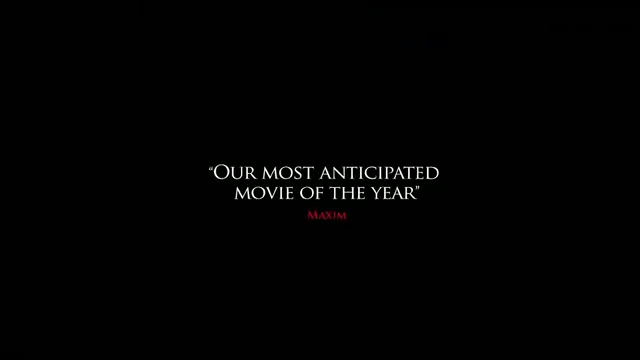 “Our most anticipated
movie of the year”
Maxim